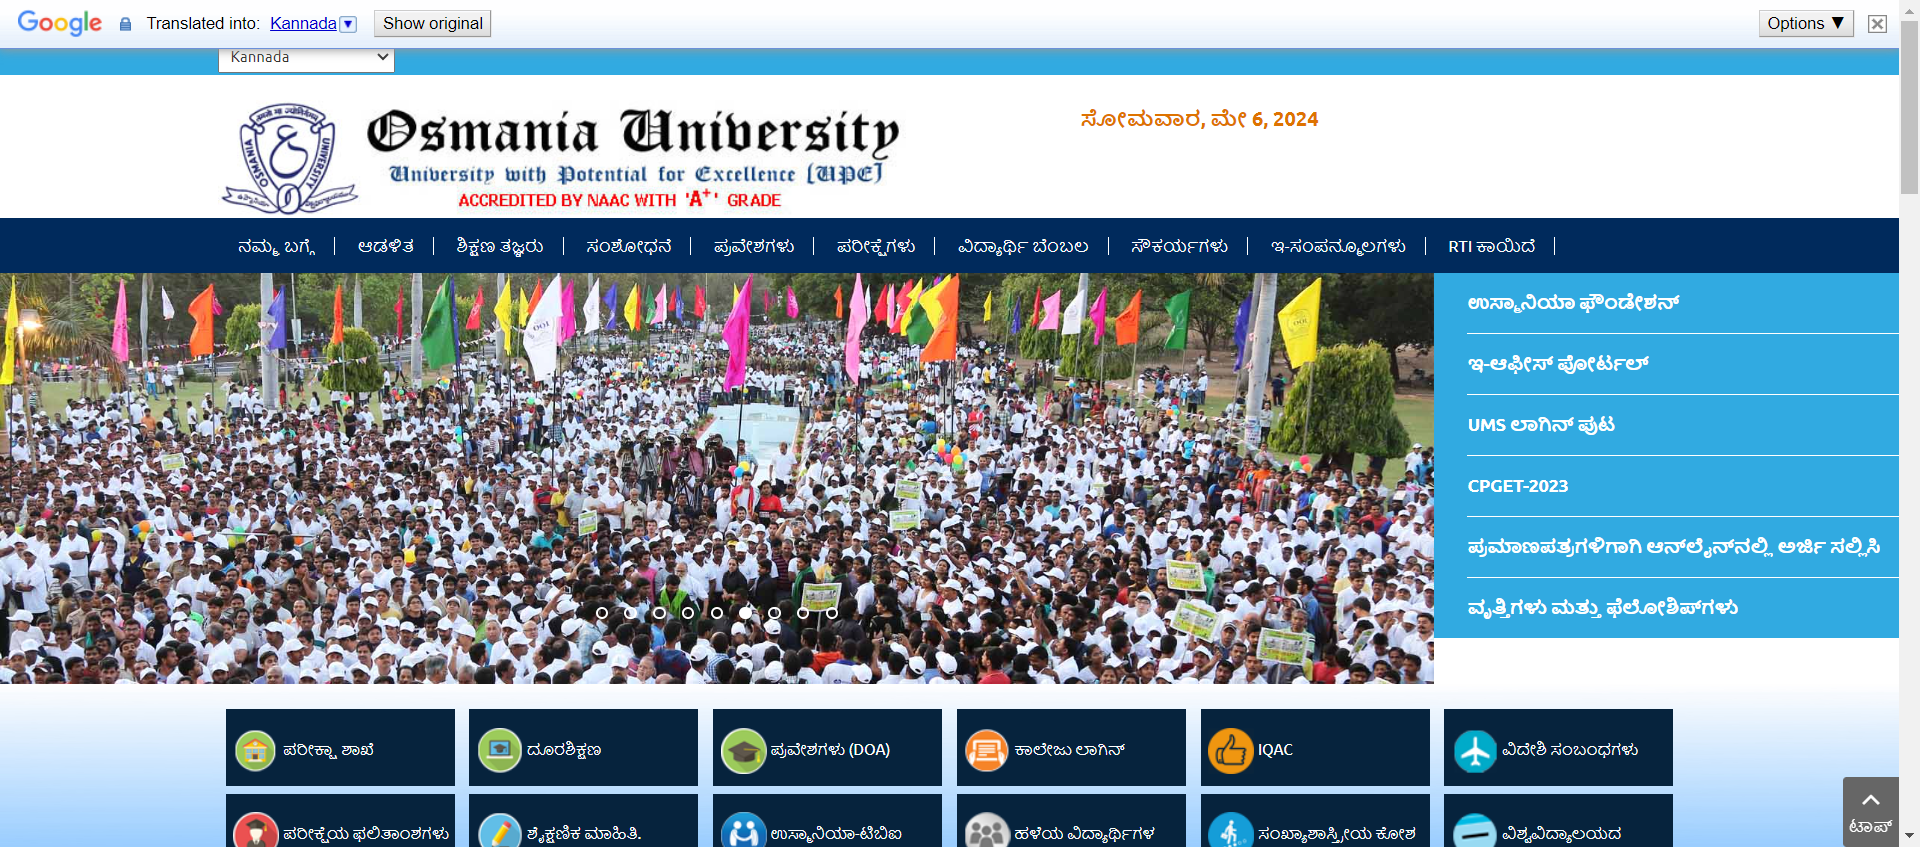 Google Translated into: Kannada Show original Options ▼
Kannada
Osmania University
University with Potential for Excellence (UPE)
ACCREDITED BY NAAC WITH 'A+' GRADE
ಸೋಮವಾರ, ಮೇ 6, 2024
ನಮ್ಮ ಬಗ್ಗೆ ಆಡಳಿತ ಶಿಕ್ಷಣ ತಜ್ಞರು ಸಂಶೋಧನೆ ಪ್ರವೇಶಗಳು ಪರೀಕ್ಷೆಗಳು ವಿದ್ಯಾರ್ಥಿ ಬೆಂಬಲ ಸೌಕರ್ಯಗಳು ಇ-ಸಂಪನ್ಮೂಲಗಳು RTI ಕಾಯಿದೆ
ಉಸ್ಮಾನಿಯಾ ಫೌಂಡೇಶನ್
ಇ-ಆಫೀಸ್ ಪೋರ್ಟಲ್
UMS ಲಾಗಿನ್ ಪುಟ
CPGET-2023
ಪ್ರಮಾಣಪತ್ರಗಳಿಗಾಗಿ ಆನ್‌ಲೈನ್‌ನಲ್ಲಿ ಅರ್ಜಿ ಸಲ್ಲಿಸಿ
ವೃತ್ತಿಗಳು ಮತ್ತು ಫೆಲೋಶಿಪ್‌ಗಳು
ಪರೀಕ್ಷಾ ಶಾಖೆ ದೂರಶಿಕ್ಷಣ ಪ್ರವೇಶಗಳು (DOA) ಕಾಲೇಜು ಲಾಗಿನ್ IQAC ವಿದೇಶಿ ಸಂಬಂಧಗಳು
ಪರೀಕ್ಷೆಯ ಫಲಿತಾಂಶಗಳು ಶೈಕ್ಷಣಿಕ ಮಾಹಿತಿ. ಉಸ್ಮಾನಿಯಾ-ಟಿಬಿಐ ಹಳೆಯ ವಿದ್ಯಾರ್ಥಿಗಳ ಸಂಖ್ಯಾಶಾಸ್ತ್ರೀಯ ಕೋಶ ವಿಶ್ವವಿದ್ಯಾಲಯದ
ಟಾಪ್